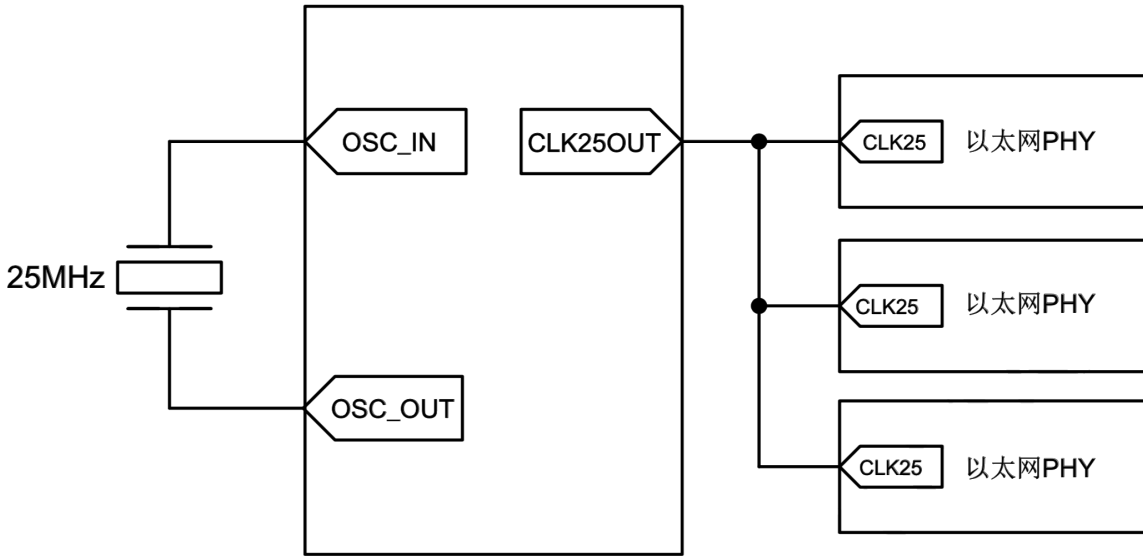 OSC_IN
CLK25OUT
CLK25
以太网PHY
25MHz
CLK25
以太网PHY
OSC_OUT
CLK25
以太网PHY